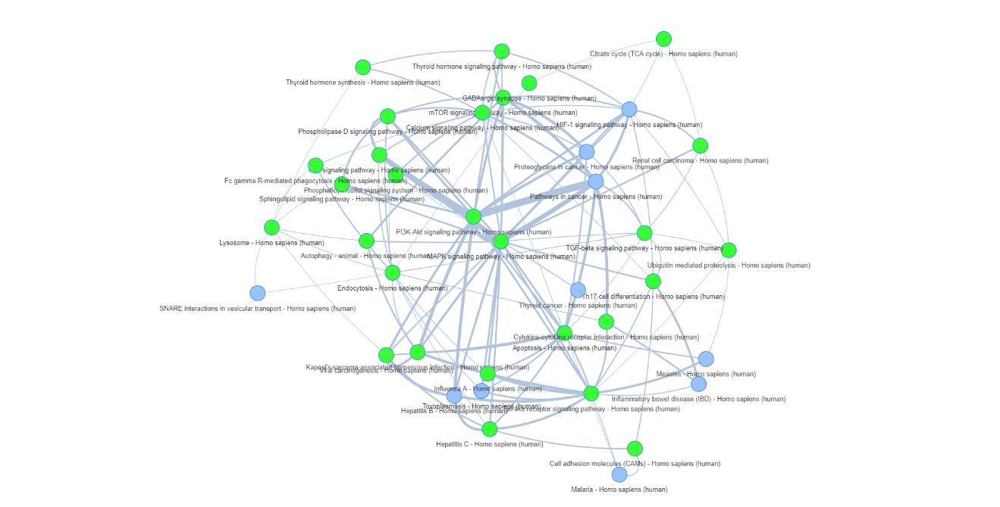 Citrate cycle (TCA cycle) - Homo sapiens (human)
Thyroid hormone signaling pathway - Homo sapiens (human)
Thyroid hormone synthesis - Homo sapiens (human)
GABAergic synapse - Homo sapiens (human)
mTOR signaling pathway - Homo sapiens (human)
HIF-1 signaling pathway - Homo sapiens (human)
Calcium signaling pathway - Homo sapiens (human)
Phospholipase D signaling pathway - Homo sapiens (human)
Renal cell carcinoma - Homo sapiens (human)
Proteoglycans in cancer - Homo sapiens (human)
signaling pathway - Homo sapiens (human)
Fc gamma R-mediated phagocytosis - Homo sapiens (human)
Phosphatidylinositol signaling system - Homo sapiens (human)
Pathways in cancer - Homo sapiens (human)
Sphingolipid signaling pathway - Homo sapiens (human)
PI3K-Akt signaling pathway - Homo sapiens (human)
Lysosome - Homo sapiens (human)
TGF-beta signaling pathway - Homo sapiens (human)
Autophagy - animal - Homo sapiens (human)
MAPK signaling pathway - Homo sapiens (human)
Ubiquitin mediated proteolysis - Homo sapiens (human)
Endocytosis - Homo sapiens (human)
Th17 cell differentiation - Homo sapiens (human)
Thyroid cancer - Homo sapiens (human)
SNARE interactions in vesicular transport - Homo sapiens (human)
Cytokine-cytokine receptor interaction - Homo sapiens (human)
Apoptosis - Homo sapiens (human)
Kaposi's sarcoma-associated herpesvirus infection - Homo sapiens (human)
Viral carcinogenesis - Homo sapiens (human)
Measles - Homo sapiens (human)
Influenza A - Homo sapiens (human)
Inflammatory bowel disease (IBD) - Homo sapiens (human)
Toxoplasmosis - Homo sapiens (human)
Hepatitis B - Homo sapiens (human)
receptor signaling pathway - Homo sapiens (human)
Hepatitis C - Homo sapiens (human)
Cell adhesion molecules (CAMs) - Homo sapiens (human)
Malaria - Homo sapiens (human)